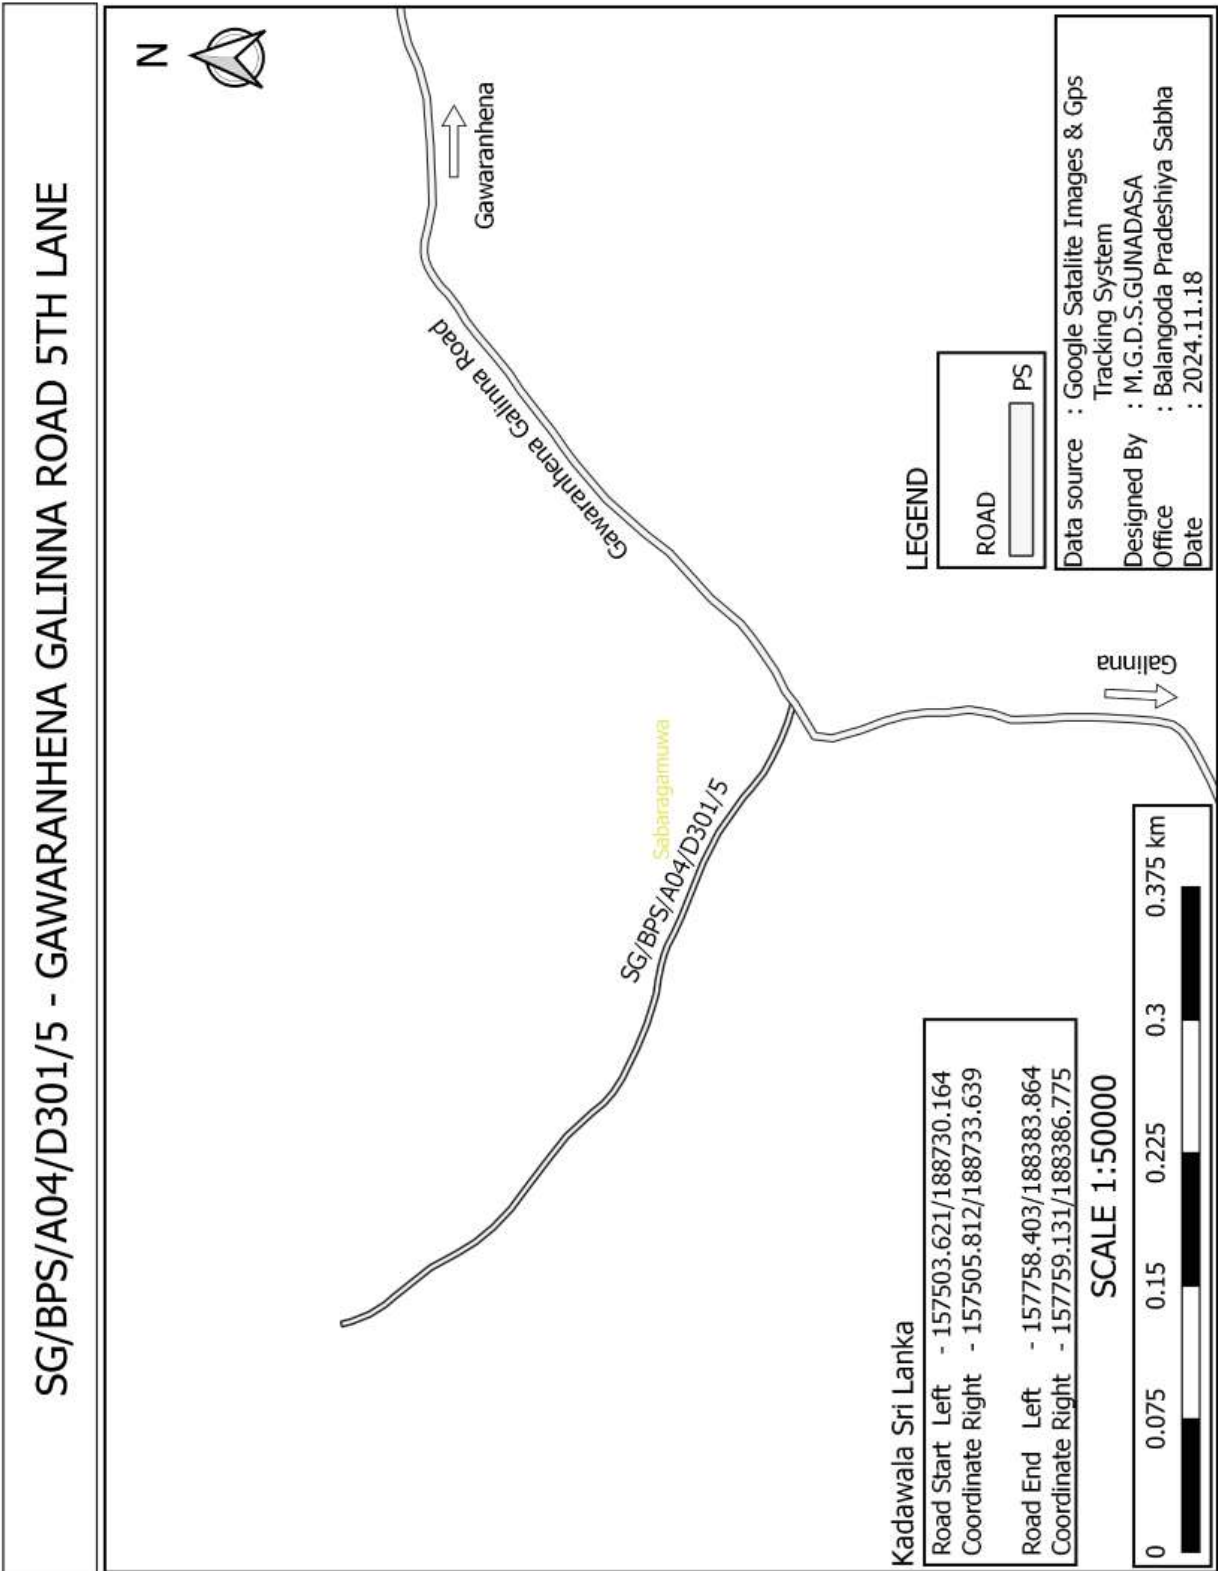 SG/BPS/A04/D301/5 - GAWARANHENA GALINNA ROAD 5TH LANE
N
Gawaranhena
Gawaranhena Galinna Road
Sabaragamuwa
SG/BPS/A04/D301/5
Galinna
Kadawala Sri Lanka
Road Start Left - 157503.621/188730.164
Coordinate Right - 157505.812/188733.639
Road End Left - 157758.403/188383.864
Coordinate Right - 157759.131/188386.775
SCALE 1:50000
0 0.075 0.15 0.225 0.3 0.375 km
LEGEND
ROAD
PS
Data source : Google Satalite Images & Gps
Tracking System
Designed By : M.G.D.S.GUNADASA
Office : Balangoda Pradeshiya Sabha
Date : 2024.11.18